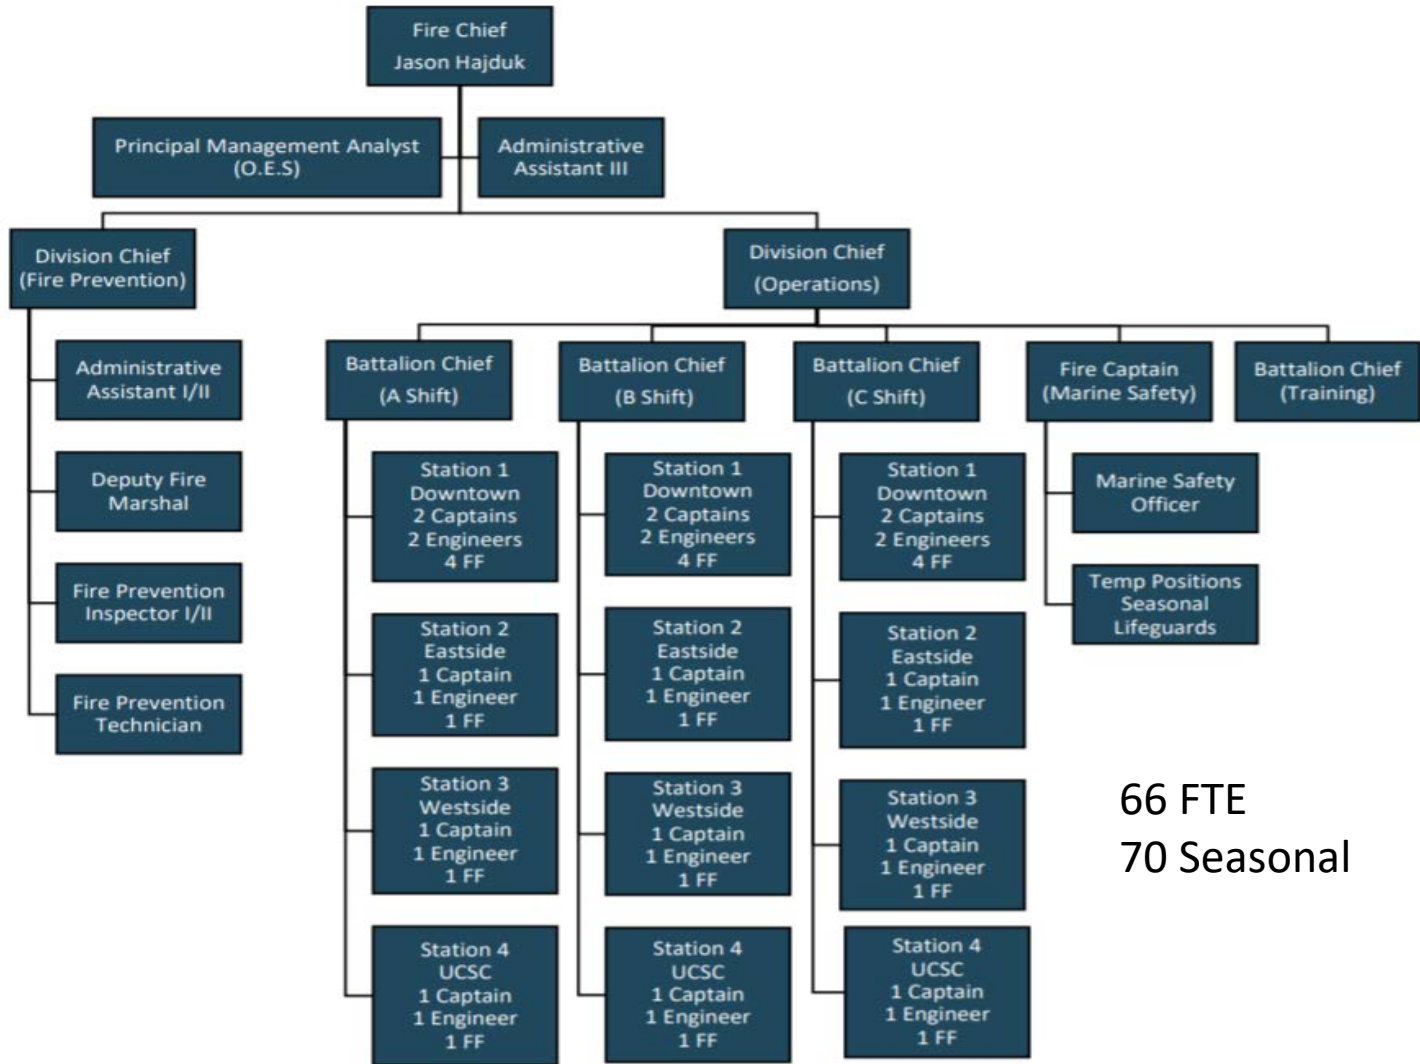 Fire Chief
Jason Hajduk
Principal Management Analyst
(O.E.S)
Administrative
Assistant III
Division Chief
(Fire Prevention)
Division Chief
(Operations)
Administrative
Assistant I/II
Deputy Fire
Marshal
Fire Prevention
Inspector I/II
Fire Prevention
Technician
Battalion Chief
(A Shift)
Station 1
Downtown
2 Captains
2 Engineers
4 FF
Station 2
Eastside
1 Captain
1 Engineer
1 FF
Station 3
Westside
1 Captain
1 Engineer
1 FF
Station 4
UCSC
1 Captain
1 Engineer
1 FF
Battalion Chief
(B Shift)
Station 1
Downtown
2 Captains
2 Engineers
4 FF
Station 2
Eastside
1 Captain
1 Engineer
1 FF
Station 3
Westside
1 Captain
1 Engineer
1 FF
Station 4
UCSC
1 Captain
1 Engineer
1 FF
Battalion Chief
(C Shift)
Station 1
Downtown
2 Captains
2 Engineers
4 FF
Station 2
Eastside
1 Captain
1 Engineer
1 FF
Station 3
Westside
1 Captain
1 Engineer
1 FF
Station 4
UCSC
1 Captain
1 Engineer
1 FF
Fire Captain
(Marine Safety)
Marine Safety
Officer
Temp Positions
Seasonal
Lifeguards
Battalion Chief
(Training)
66 FTE
70 Seasonal